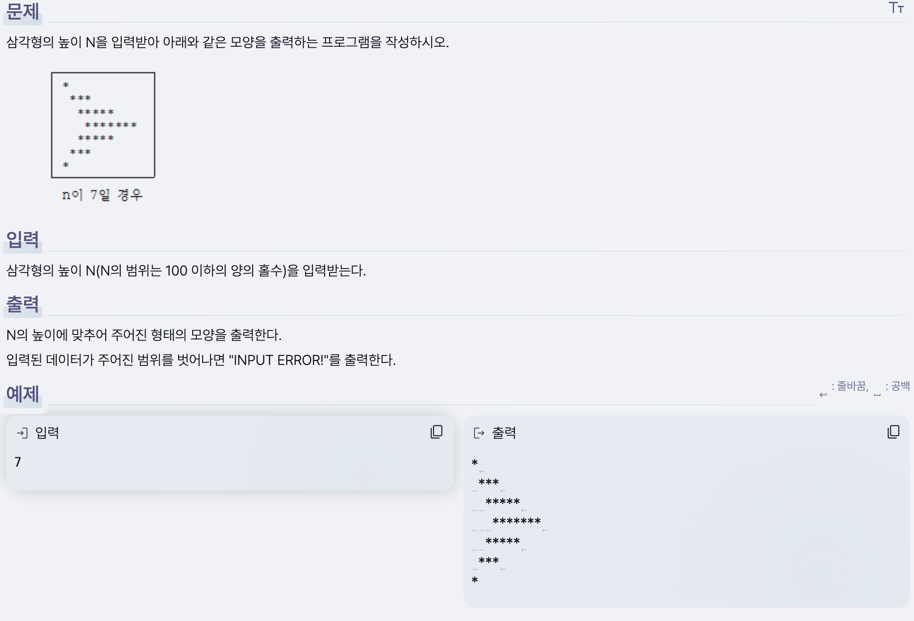 문제
삼각형의 높이 N을 입력받아 아래와 같은 모양을 출력하는 프로그램을 작성하시오.
*
***
*****
*******
*****
***
*
n이 7일 경우
입력
삼각형의 높이 N(N의 범위는 100 이하의 양의 홀수)을 입력받는다.
출력
N의 높이에 맞추어 주어진 형태의 모양을 출력한다.
입력된 데이터가 주어진 범위를 벗어나면 "INPUT ERROR!"를 출력한다.
예제
↵ : 줄바꿈, ⎵ : 공백
입력
7
출력
*↵
⎵***↵
⎵⎵*****↵
⎵⎵⎵*******↵
⎵⎵*****↵
⎵***↵
*